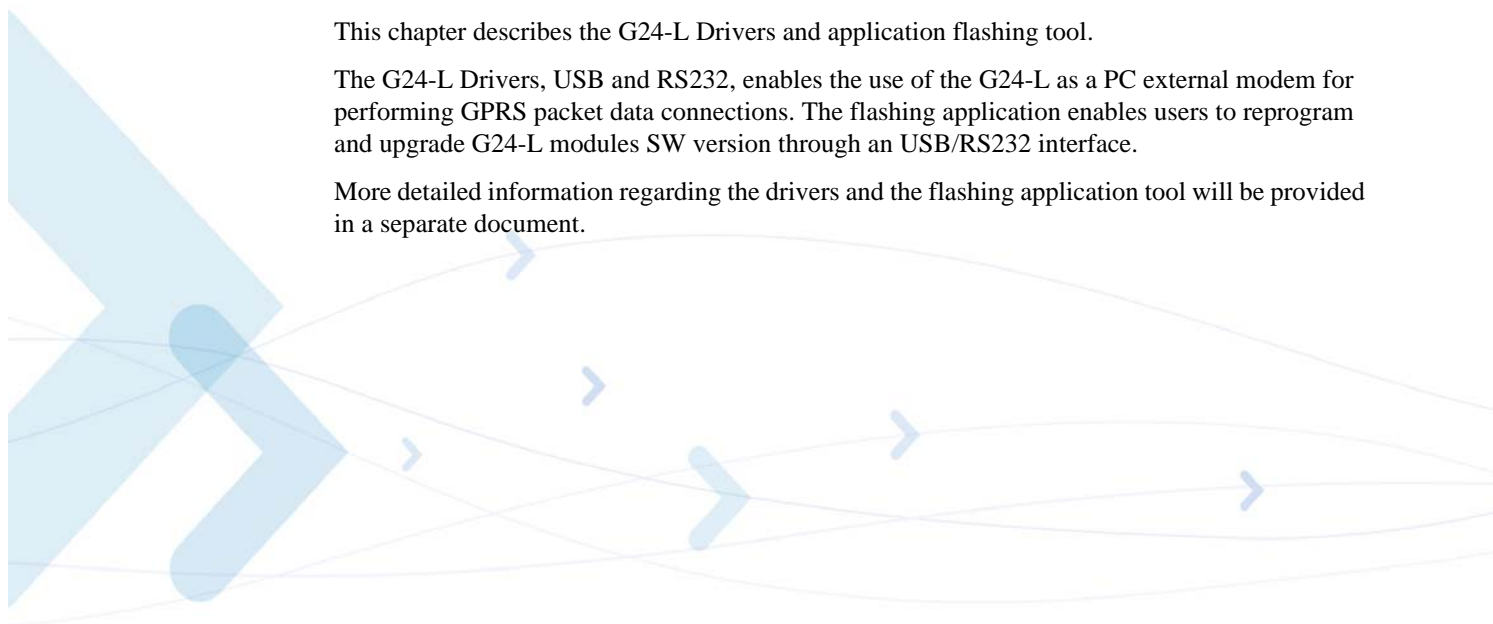 This chapter describes the G24-L Drivers and application flashing tool.
The G24-L Drivers, USB and RS232, enables the use of the G24-L as a PC external modem for
performing GPRS packet data connections. The flashing application enables users to reprogram
and upgrade G24-L modules SW version through an USB/RS232 interface.
More detailed information regarding the drivers and the flashing application tool will be provided
in a separate document.